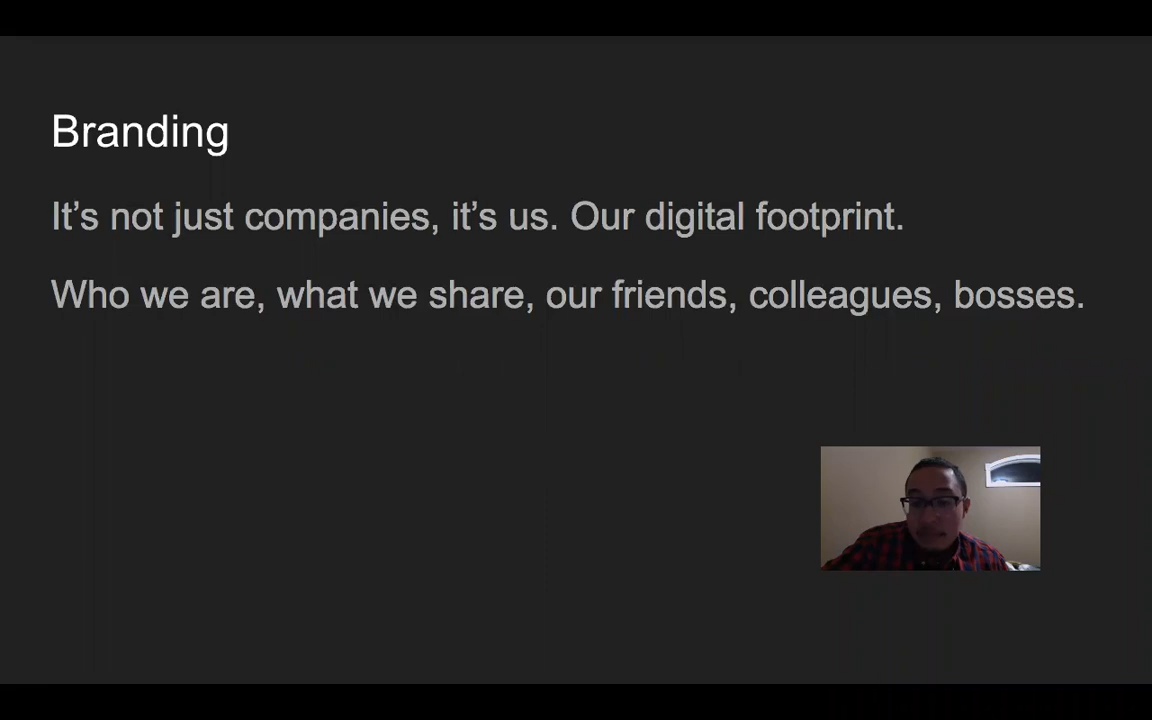 Branding
It’s not just companies, it’s us. Our digital footprint.
Who we are, what we share, our friends, colleagues, bosses.